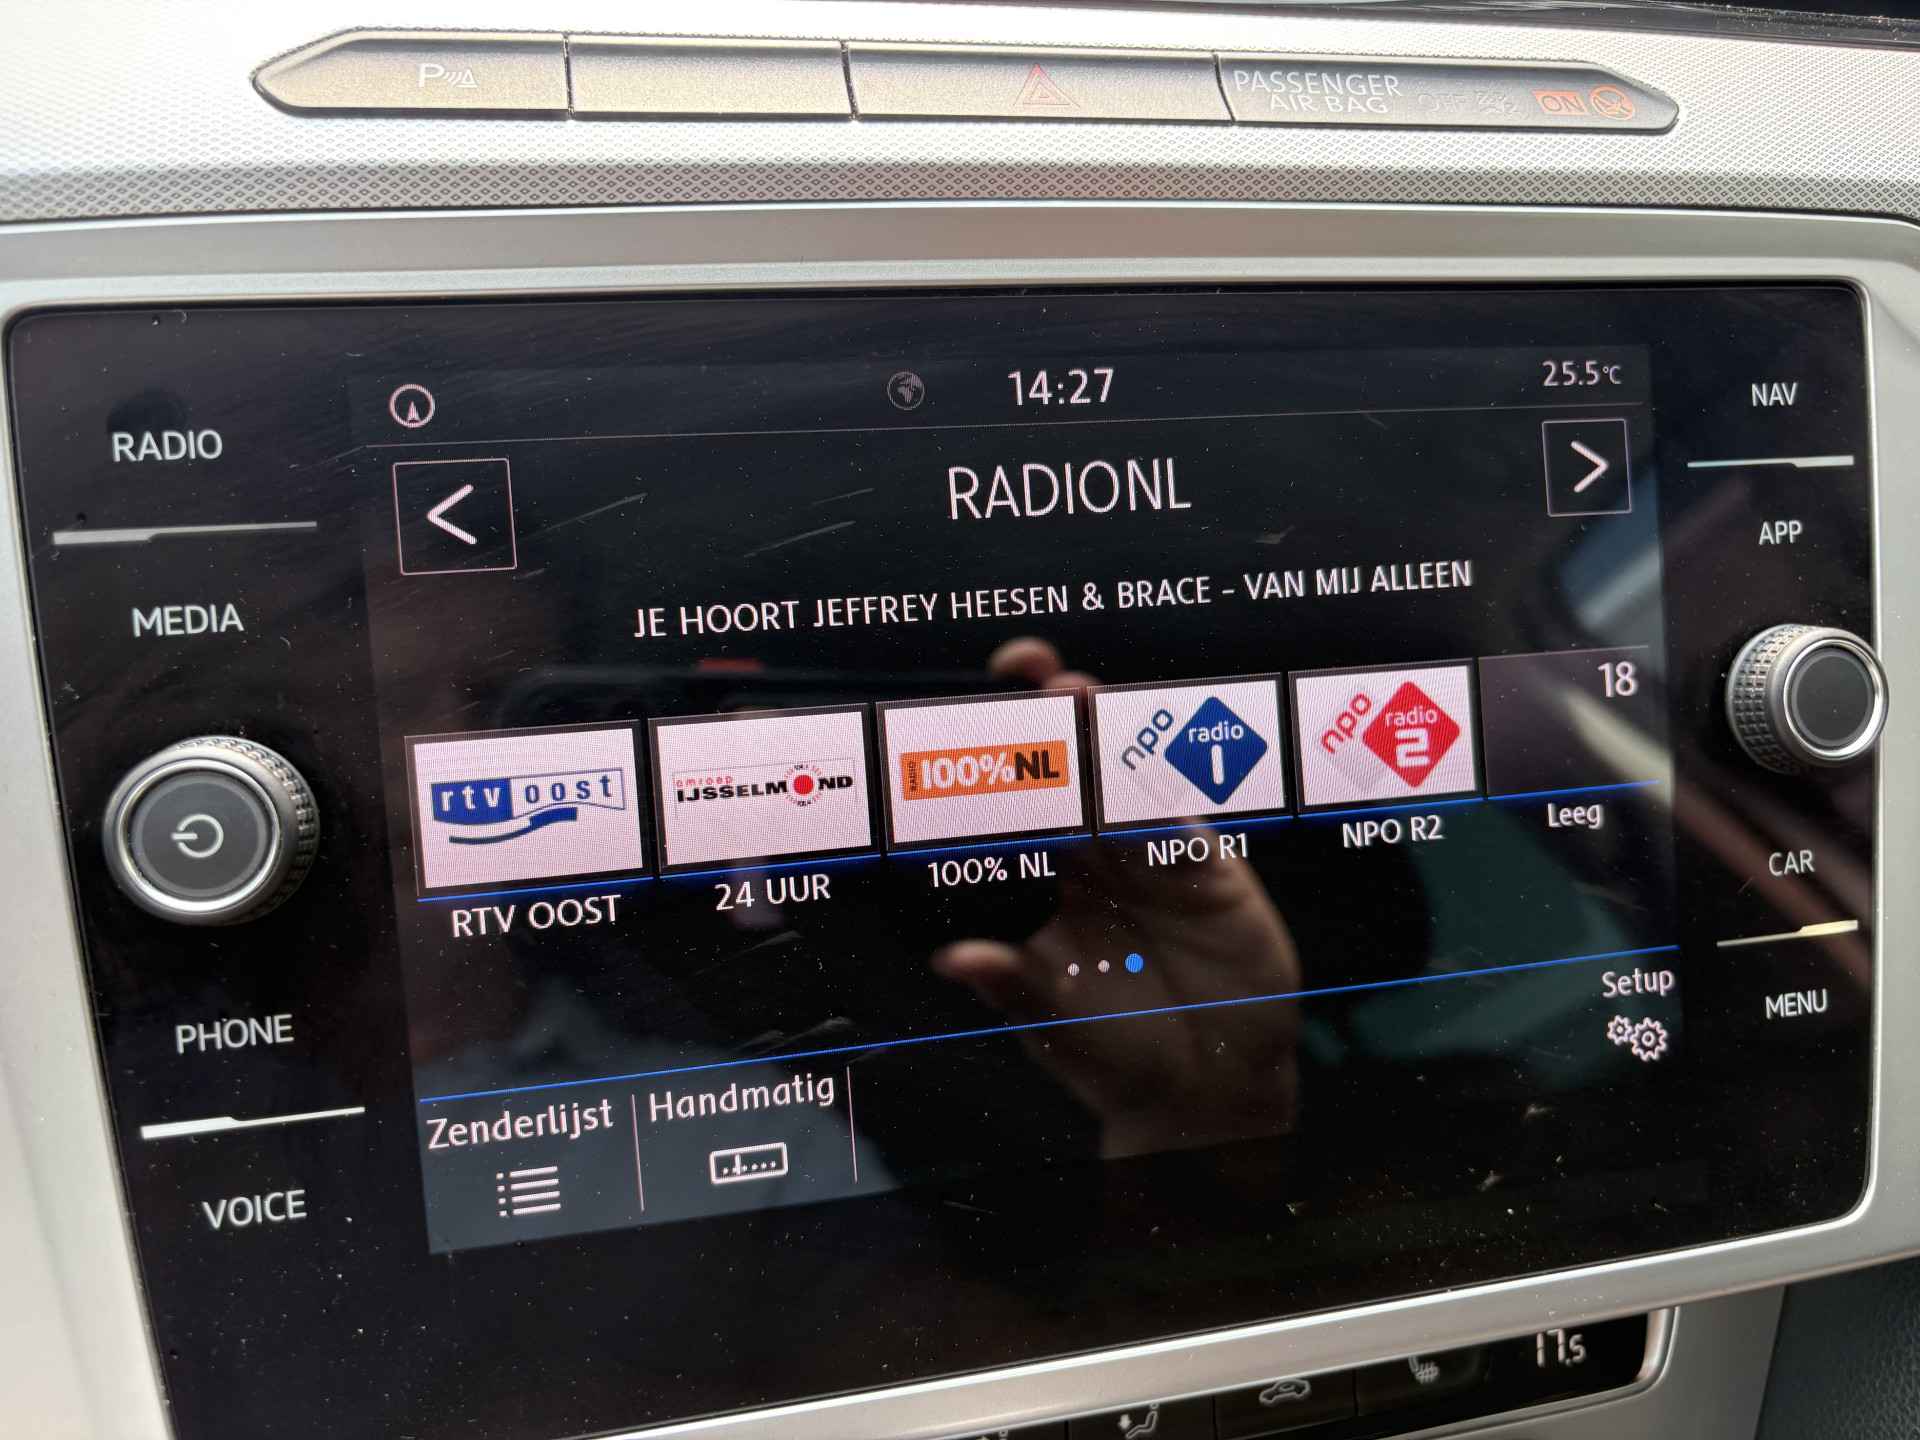 P
PASSENGER
AIR BAG OFF ON
14:27
25.5°C
RADIO
MEDIA
PHONE
VOICE
RADIONL
JE HOORT JEFFREY HEESEN & BRACE - VAN MIJ ALLEEN
rtv oost
omroep
IJSSELMOND
RADIO 100%NL
npo radio 1
npo radio 2
18
RTV OOST
24 UUR
100% NL
NPO R1
NPO R2
Leeg
Setup
Zenderlijst
Handmatig
NAV
APP
CAR
MENU
17.5